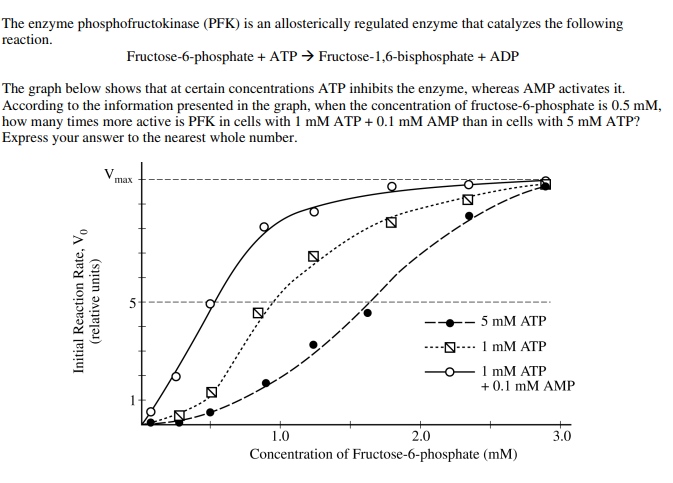 The enzyme phosphofructokinase (PFK) is an allosterically regulated enzyme that catalyzes the following
reaction.
Fructose-6-phosphate + ATP → Fructose-1,6-bisphosphate + ADP
The graph below shows that at certain concentrations ATP inhibits the enzyme, whereas AMP activates it.
According to the information presented in the graph, when the concentration of fructose-6-phosphate is 0.5 mM,
how many times more active is PFK in cells with 1 mM ATP + 0.1 mM AMP than in cells with 5 mM ATP?
Express your answer to the nearest whole number.
Vmax
Initial Reaction Rate, V0
(relative units)
5
1
5 mM ATP
1 mM ATP
1 mM ATP
+ 0.1 mM AMP
1.0
2.0
3.0
Concentration of Fructose-6-phosphate (mM)